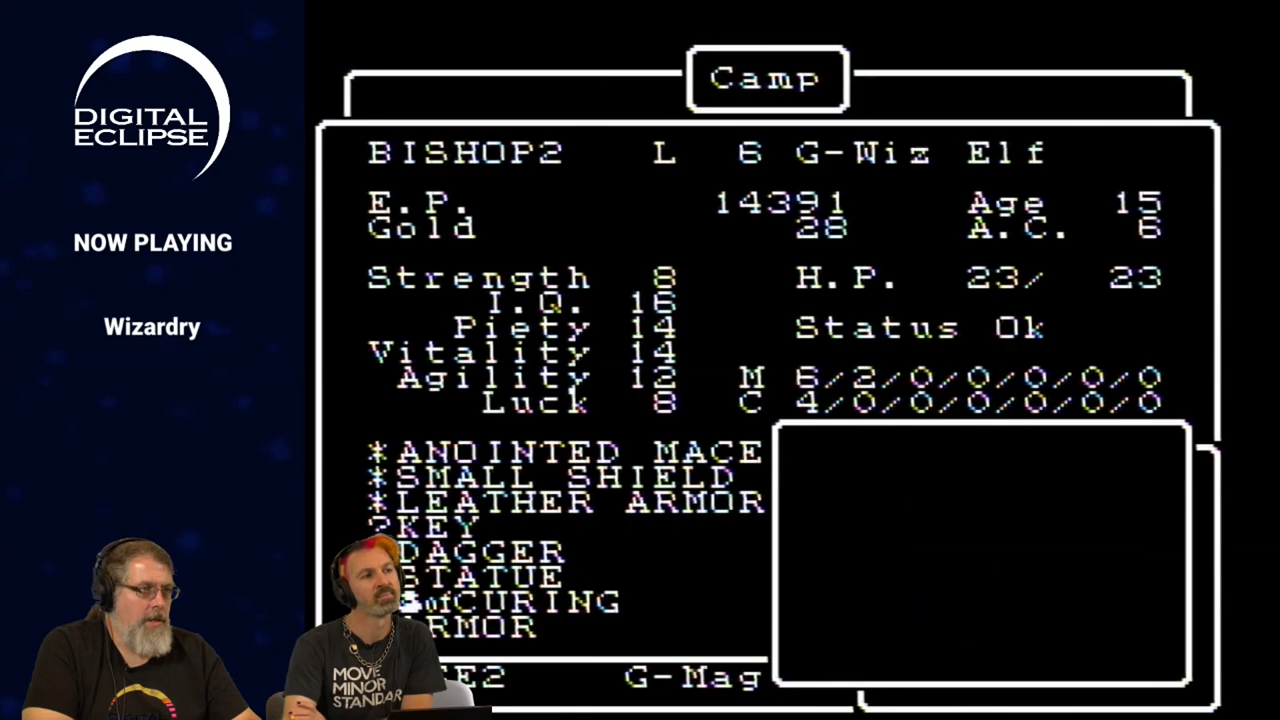 DIGITAL
ECLIPSE
NOW PLAYING
Wizardry
Camp
BISHOP2 L 6 G-Wiz Elf
E.P. 14391 Age 15
Gold 28 A.C. 6
Strength 8 H.P. 23/ 23
I.Q. 16
Piety 14 Status Ok
Vitality 14
Agility 12 M 6/2/0/0/0/0/0
Luck 8 C 4/0/0/0/0/0/0
*ANOINTED MACE
*SMALL SHIELD
*LEATHER ARMOR
?KEY
DAGGER
STATUE
of CURING
ARMOR
G-Mag
MOVE
MINOR
STANDAR
DIGITAL